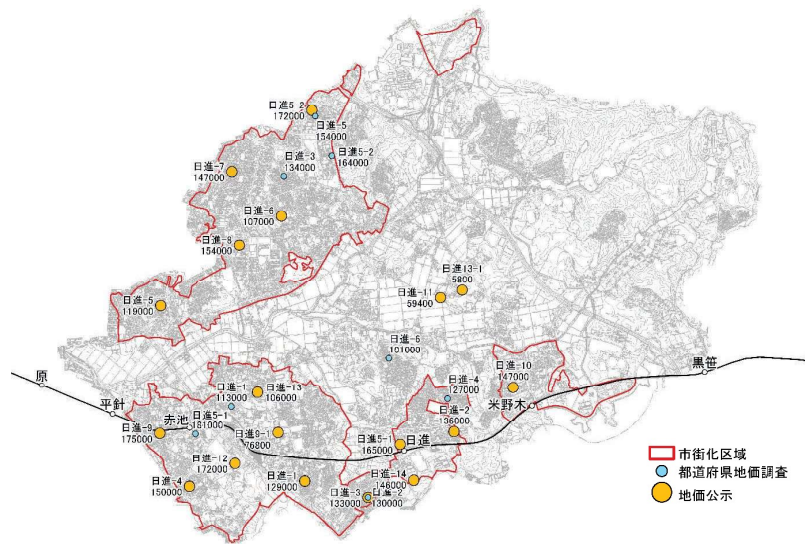 日進5-2
172000
日進-5
154000
日進5-2
164000
日進-3
134000
日進-7
147000
日進-6
107000
日進-8
154000
日進13-1
5800
日進-11
59400
日進-5
119000
日進-6
101000
黒笹
日進-10
147000
原
日進-1
113000
日進-13
106000
日進-4
127000
平針
米野木
赤池
日進5-1
181000
日進-2
136000
日進-9
175000
日進9-1
76800
日進5-1
165000
日進
市街化区域
日進-12
172000
都道府県地価調査
日進-4
150000
日進-1
129000
日進-14
146000
地価公示
日進-3
133000
日進-2
130000